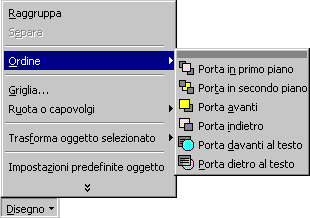 Raggruppa
Separa
Ordine
Griglia...
Ruota o capovolgi
Trasforma oggetto selezionato
Impostazioni predefinite oggetto
Disegno
Porta in primo piano
Porta in secondo piano
Porta avanti
Porta indietro
Porta davanti al testo
Porta dietro al testo